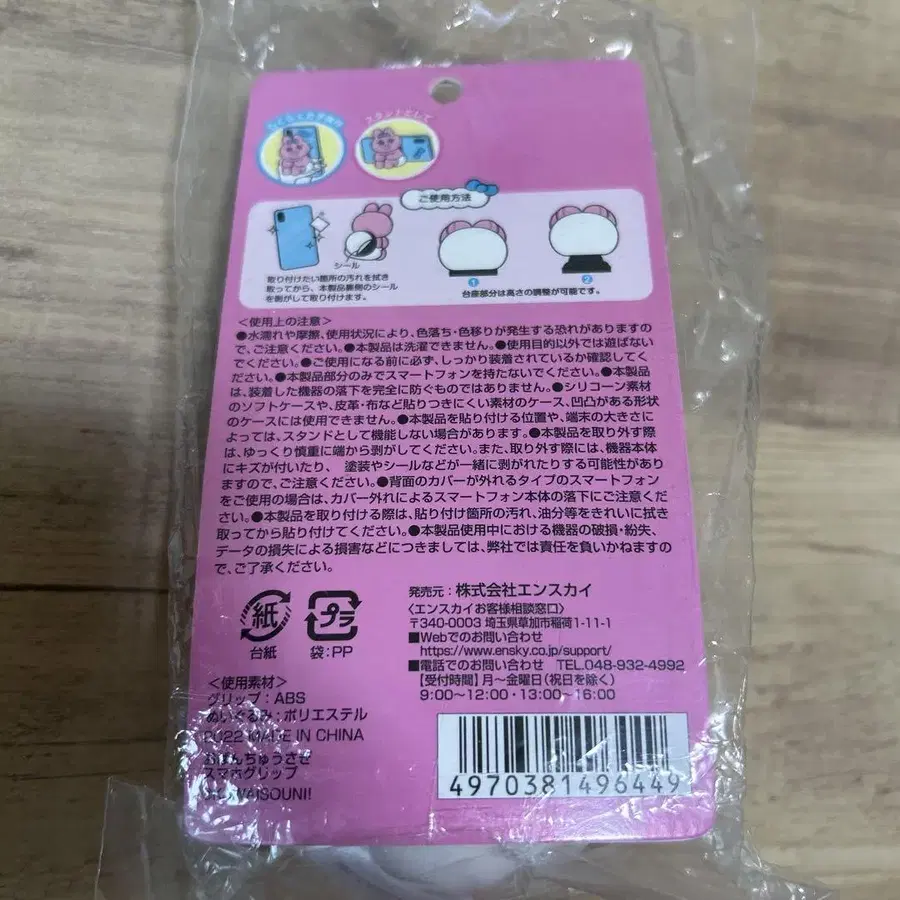 スタンドとして
ご使用方法
シール
取り付けたい箇所の汚れを拭き
取ってから、本製品裏側のシール
を剥がして取り付けます。
1
2
台座部分は高さの調整が可能です。
〈使用上の注意〉
●水濡れや摩擦、使用状況により、色落ち・色移りが発生する恐れがありますの
で、ご注意ください。●本製品は洗濯できません。●使用目的以外では遊ばない
でください。●ご使用になる前に必ず、しっかり装着されているか確認してく
ださい。●本製品部分のみでスマートフォンを持たないでください。●本製品
は、装着した機器の落下を完全に防ぐものではありません。●シリコーン素材
のソフトケースや、皮革・布など貼りつきにくい素材のケース、凹凸がある形状
のケースには使用できません。●本製品を貼り付ける位置や、端末の大きさに
よっては、スタンドとして機能しない場合があります。●本製品を取り外す際
は、ゆっくり慎重に端から剥がしてください。また、取り外す際には、機器本体
にキズが付いたり、 塗装やシールなどが一緒に剥がれたりする可能性があり
ますので、ご注意ください。●背面のカバーが外れるタイプのスマートフォン
をご使用の場合は、カバー外れによるスマートフォン本体の落下にご注意くだ
さい。●本製品を取り付ける際は、貼り付け箇所の汚れ、油分等をきれいに拭き
取ってから貼り付けてください。●本製品使用中における機器の破損・紛失、
データの損失による損害などにつきましては、弊社では責任を負いかねますの
で、ご了承ください。
紙
台紙
プラ
袋:PP
発売元:株式会社エンスカイ
〈エンスカイお客様相談窓口〉
〒340-0003 埼玉県草加市稲荷1-11-1
■Webでのお問い合わせ
https://www.ensky.co.jp/support/
■電話でのお問い合わせ TEL.048-932-4992
【受付時間】月〜金曜日(祝日を除く)
9:00〜12:00・13:00〜16:00
〈使用素材〉
グリップ:ABS
ぬいぐるみ:ポリエステル
2022 MADE IN CHINA
おぱんちゅうさぎ
スマホグリップ
KAWAISOUNI!
4970381496449